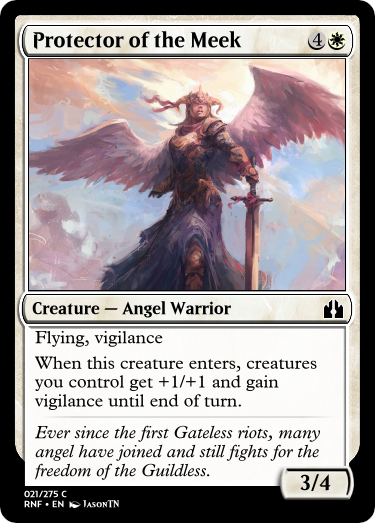 Protector of the Meek 4
Creature — Angel Warrior
Flying, vigilance
When this creature enters, creatures
you control get +1/+1 and gain
vigilance until end of turn.
Ever since the first Gateless riots, many
angel have joined and still fights for the
freedom of the Guildless.
3/4
021/275 C
RNF • EN JASONTN